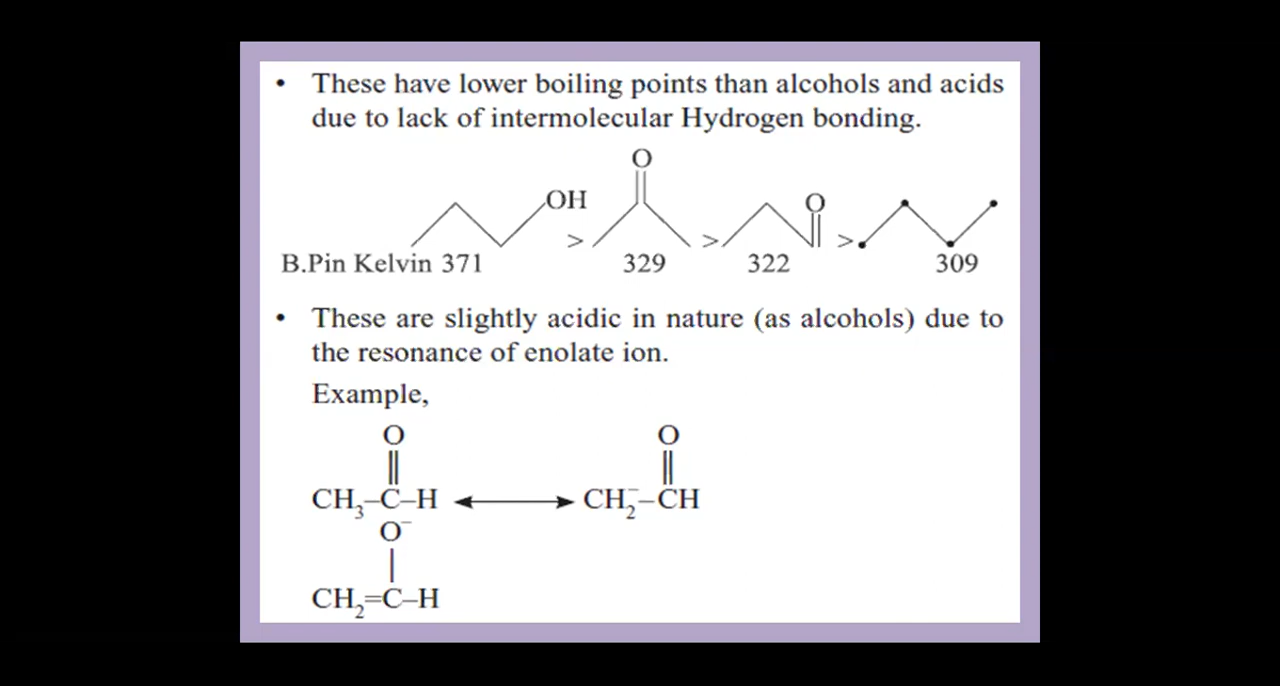 • These have lower boiling points than alcohols and acids
due to lack of intermolecular Hydrogen bonding.
O
OH > > O >
B.Pin Kelvin 371 329 322 309
• These are slightly acidic in nature (as alcohols) due to
the resonance of enolate ion.
Example,
O O
|| ||
CH₃–C–H ⟷ CH₂⁻–CH
O⁻
|
CH₂=C–H